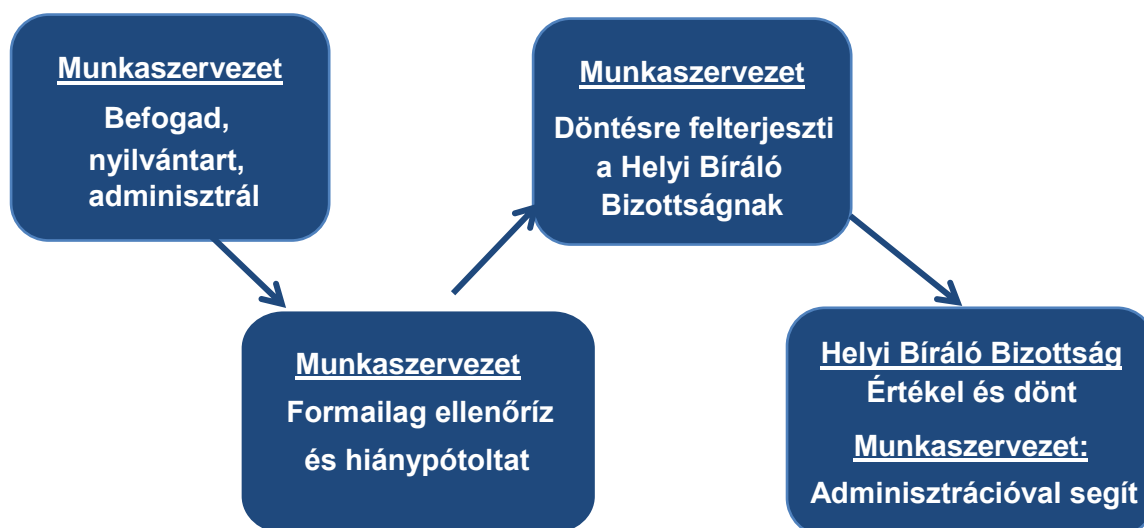 Munkaszervezet
Befogad,
nyilvántart,
adminisztrál
Munkaszervezet
Formailag ellenőríz
és hiánypótoltat
Munkaszervezet
Döntésre felterjeszti
a Helyi Bíráló
Bizottságnak
Helyi Bíráló Bizottság
Értékel és dönt
Munkaszervezet:
Adminisztrációval segít